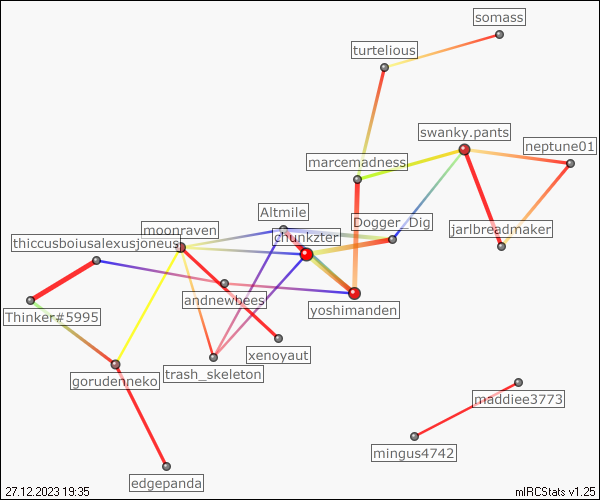 somass
turtelious
swanky.pants
neptune01
marcemadness
Altmile
Dogger_Dig
moonraven
jarlbreadmaker
chunkzter
thiccusboiusalexusjoneus
andnewbees
yoshimanden
Thinker#5995
xenoyaut
trash_skeleton
gorudenneko
maddiee3773
mingus4742
edgepanda
27.12.2023 19:35
mIRCStats v1.25